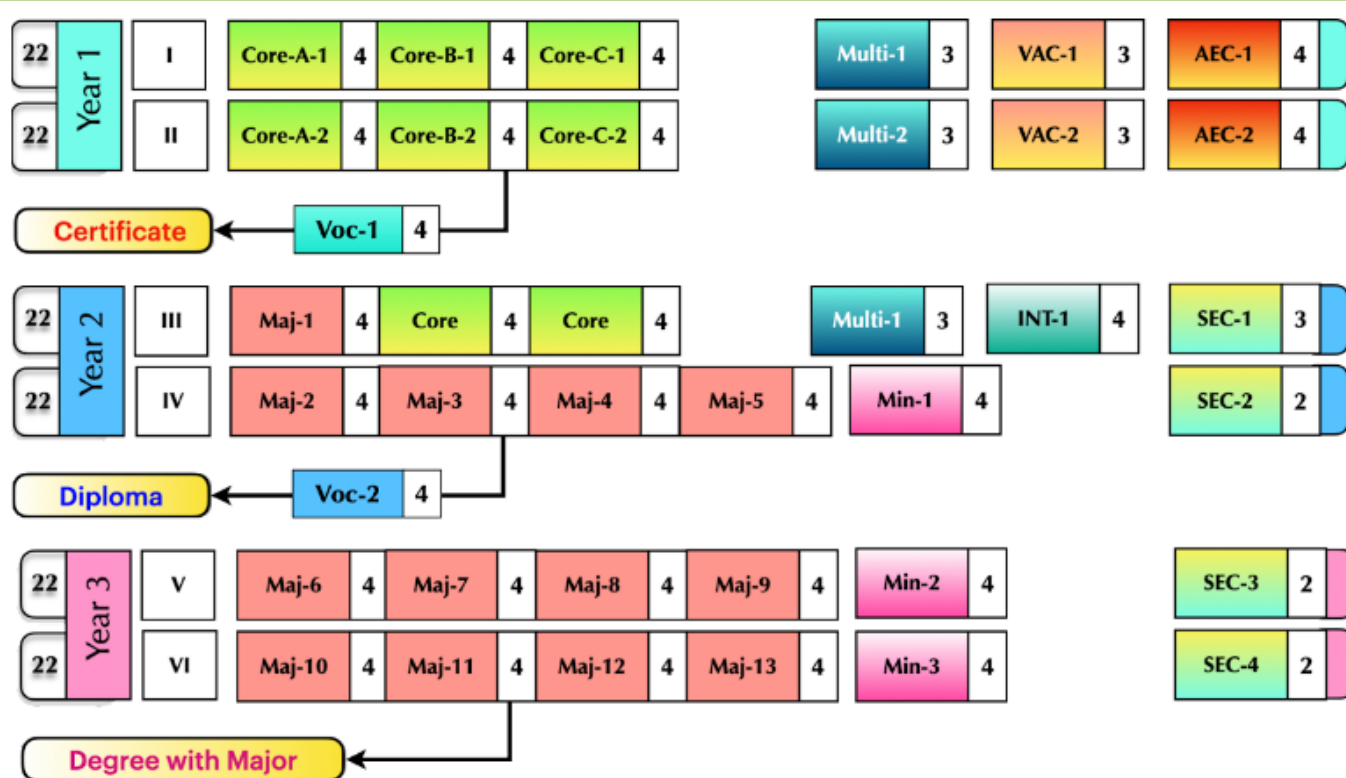 22 Year 1 I Core-A-1 4 Core-B-1 4 Core-C-1 4 Multi-1 3 VAC-1 3 AEC-1 4
22 II Core-A-2 4 Core-B-2 4 Core-C-2 4 Multi-2 3 VAC-2 3 AEC-2 4
Certificate Voc-1 4
22 Year 2 III Maj-1 4 Core 4 Core 4 Multi-1 3 INT-1 4 SEC-1 3
22 IV Maj-2 4 Maj-3 4 Maj-4 4 Maj-5 4 Min-1 4 SEC-2 2
Diploma Voc-2 4
22 Year 3 V Maj-6 4 Maj-7 4 Maj-8 4 Maj-9 4 Min-2 4 SEC-3 2
22 VI Maj-10 4 Maj-11 4 Maj-12 4 Maj-13 4 Min-3 4 SEC-4 2
Degree with Major